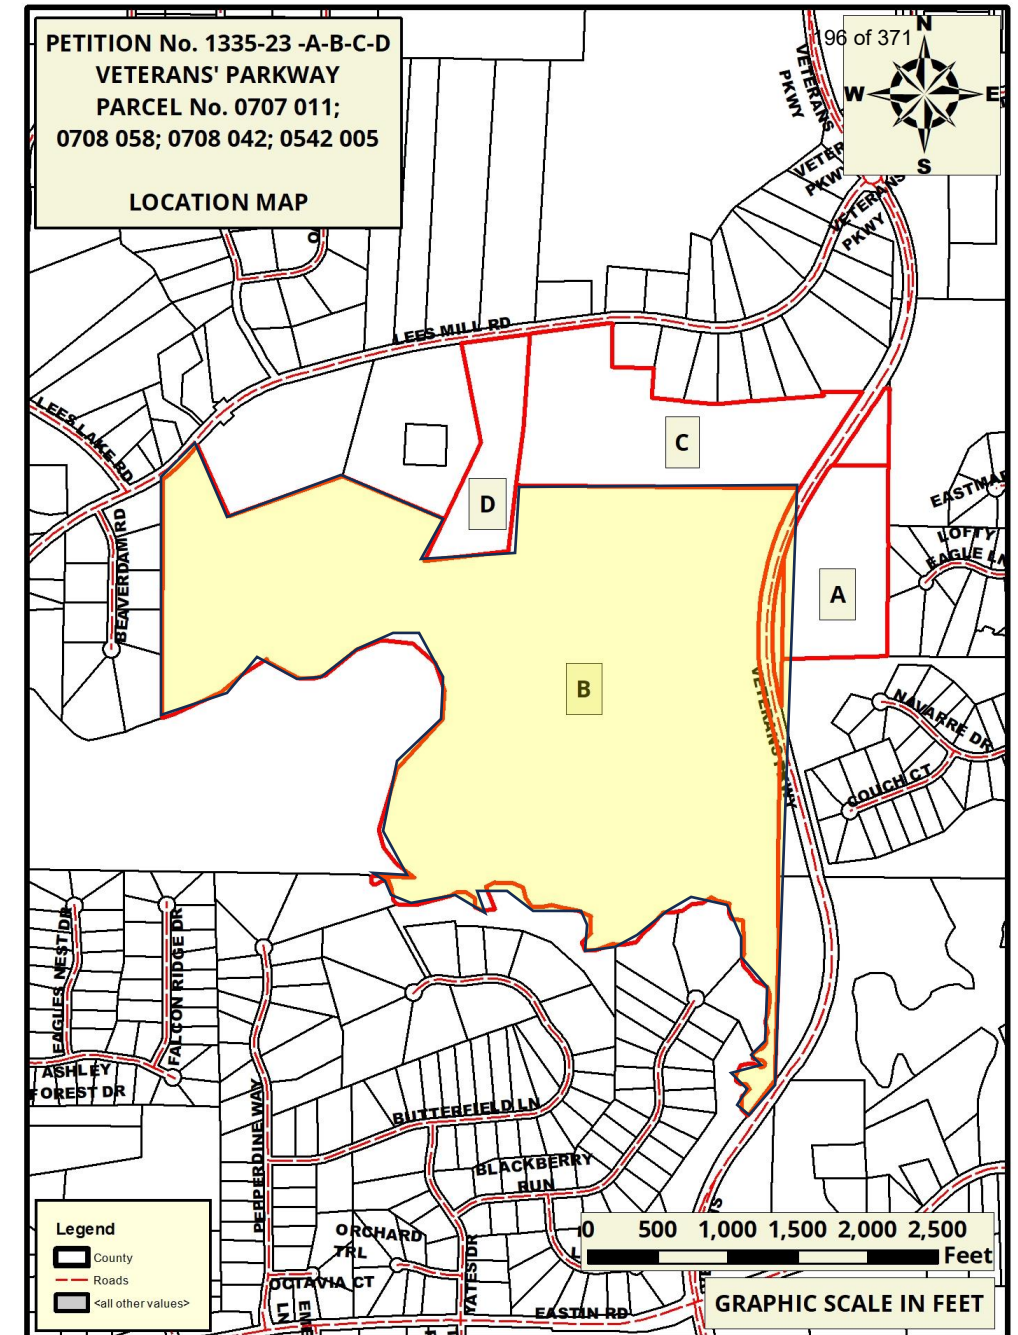 PETITION No. 1335-23 -A-B-C-D
VETERANS' PARKWAY
PARCEL No. 0707 011;
0708 058; 0708 042; 0542 005
LOCATION MAP
196 of 371
N
W
E
S
VETERANS
PKWY
PKWY
VETERANS
PKWY
LEES MILL RD
LEES LAKE RD
BEAVERDAM RD
C
D
A
B
LOFTY
EAGLE LN
VETERANS PKWY
NAVARRE DR
COUCH CT
EAGLES NEST DR
FALCON RIDGE DR
ASHLEY
FOREST DR
PEPPERDINE WAY
BUTTERFIELD LN
BLACKBERRY
RUN
ORCHARD
TRL
OCTAVIA CT
LN
YATES DR
EASTIN RD
Legend
County
Roads
<all other values>
0 500 1,000 1,500 2,000 2,500
Feet
GRAPHIC SCALE IN FEET